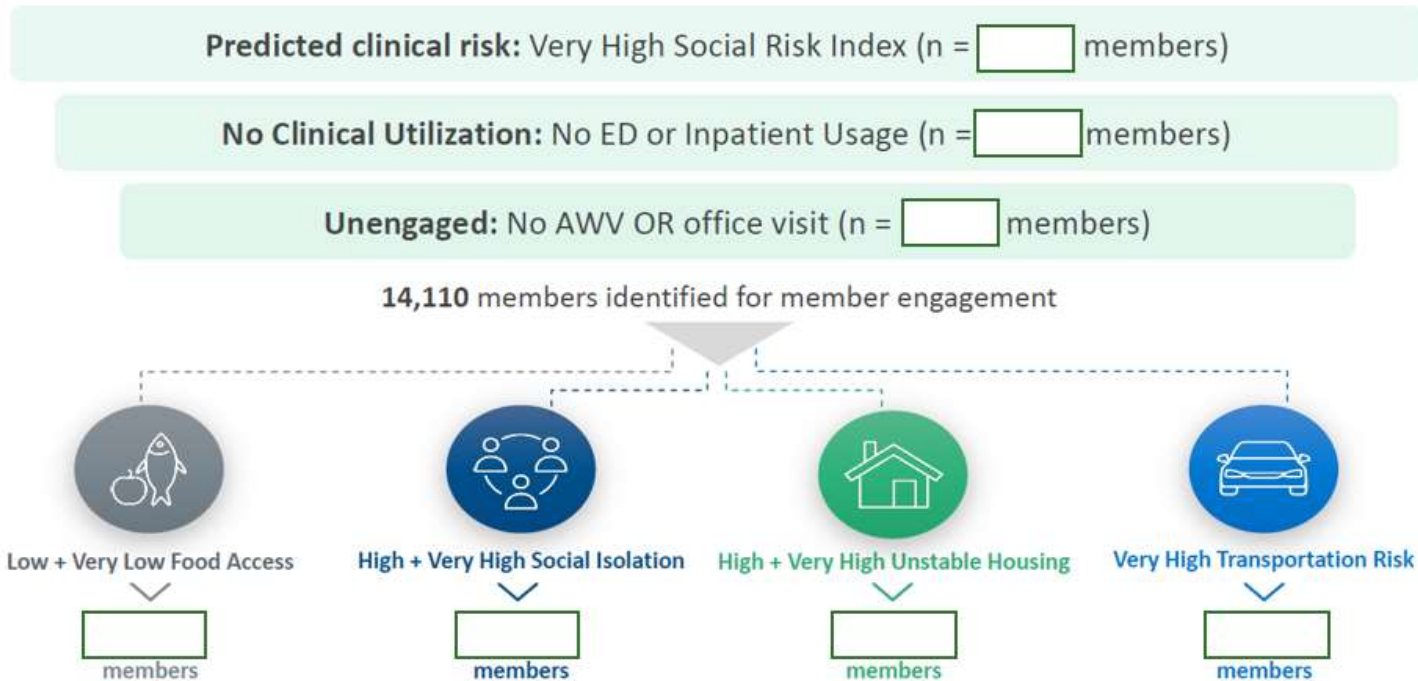 Predicted clinical risk: Very High Social Risk Index (n = members)
No Clinical Utilization: No ED or Inpatient Usage (n = members)
Unengaged: No AWV OR office visit (n = members)
14,110 members identified for member engagement
Low + Very Low Food Access
High + Very High Social Isolation
High + Very High Unstable Housing
Very High Transportation Risk
members
members
members
members